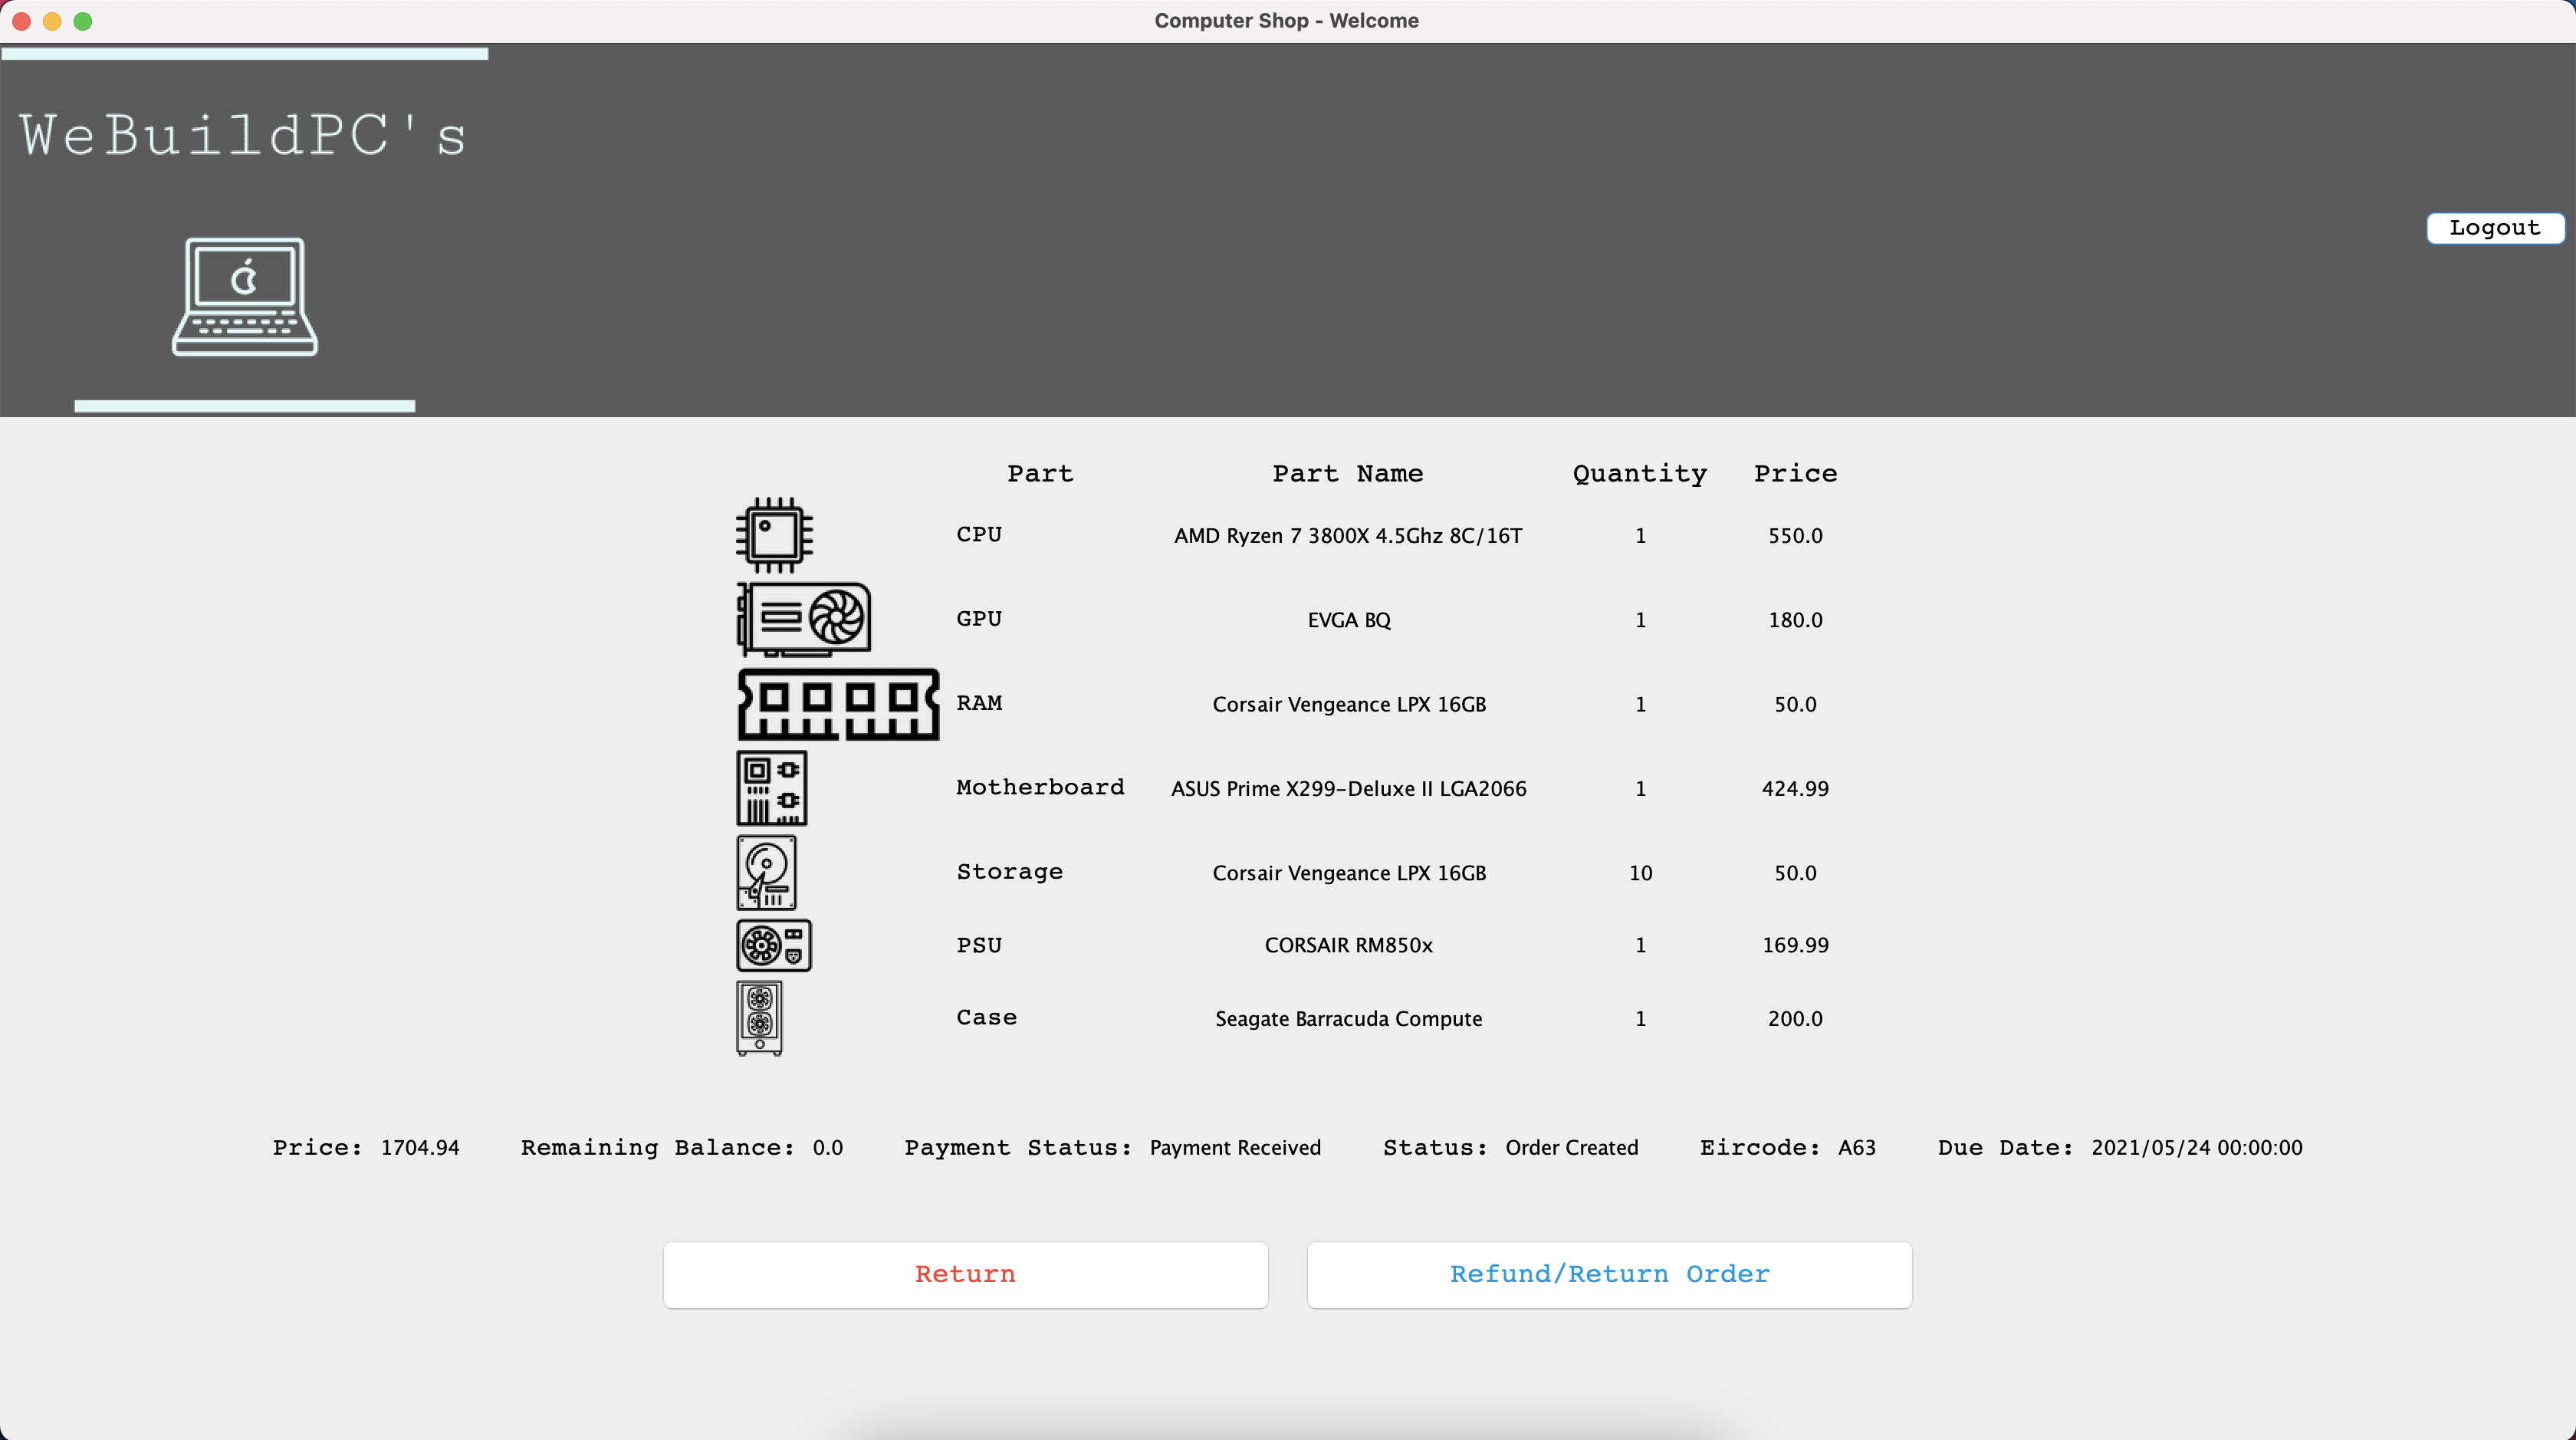 Computer Shop - Welcome
WeBuildPC's
Logout
Part Part Name Quantity Price
CPU AMD Ryzen 7 3800X 4.5Ghz 8C/16T 1 550.0
GPU EVGA BQ 1 180.0
RAM Corsair Vengeance LPX 16GB 1 50.0
Motherboard ASUS Prime X299-Deluxe II LGA2066 1 424.99
Storage Corsair Vengeance LPX 16GB 10 50.0
PSU CORSAIR RM850x 1 169.99
Case Seagate Barracuda Compute 1 200.0
Price: 1704.94 Remaining Balance: 0.0 Payment Status: Payment Received Status: Order Created Eircode: A63 Due Date: 2021/05/24 00:00:00
Return Refund/Return Order